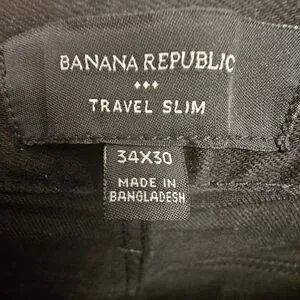 BANANA REPUBLIC
♦♦♦
TRAVEL SLIM
34X30
MADE IN
BANGLADESH